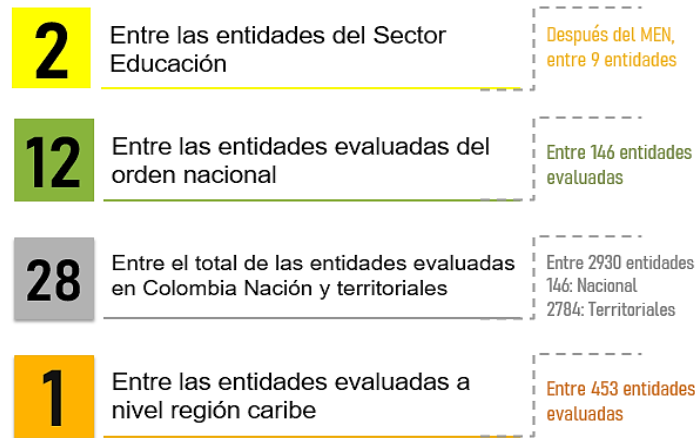 2
Entre las entidades del Sector
Educación
Después del MEN,
entre 9 entidades
12
Entre las entidades evaluadas del
orden nacional
Entre 146 entidades
evaluadas
28
Entre el total de las entidades evaluadas
en Colombia Nación y territoriales
Entre 2930 entidades
146: Nacional
2784: Territoriales
1
Entre las entidades evaluadas a
nivel región caribe
Entre 453 entidades
evaluadas